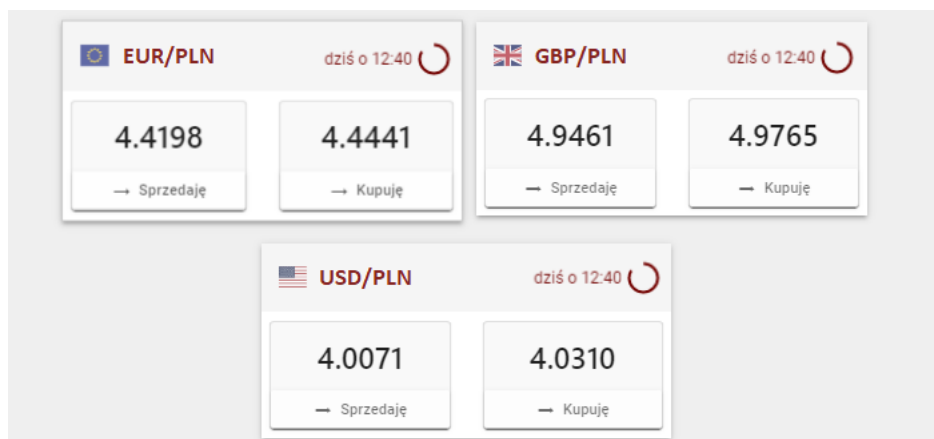 EUR/PLN dziś o 12:40
4.4198 4.4441
→ Sprzedaję → Kupuję
GBP/PLN dziś o 12:40
4.9461 4.9765
→ Sprzedaję → Kupuję
USD/PLN dziś o 12:40
4.0071 4.0310
→ Sprzedaję → Kupuję